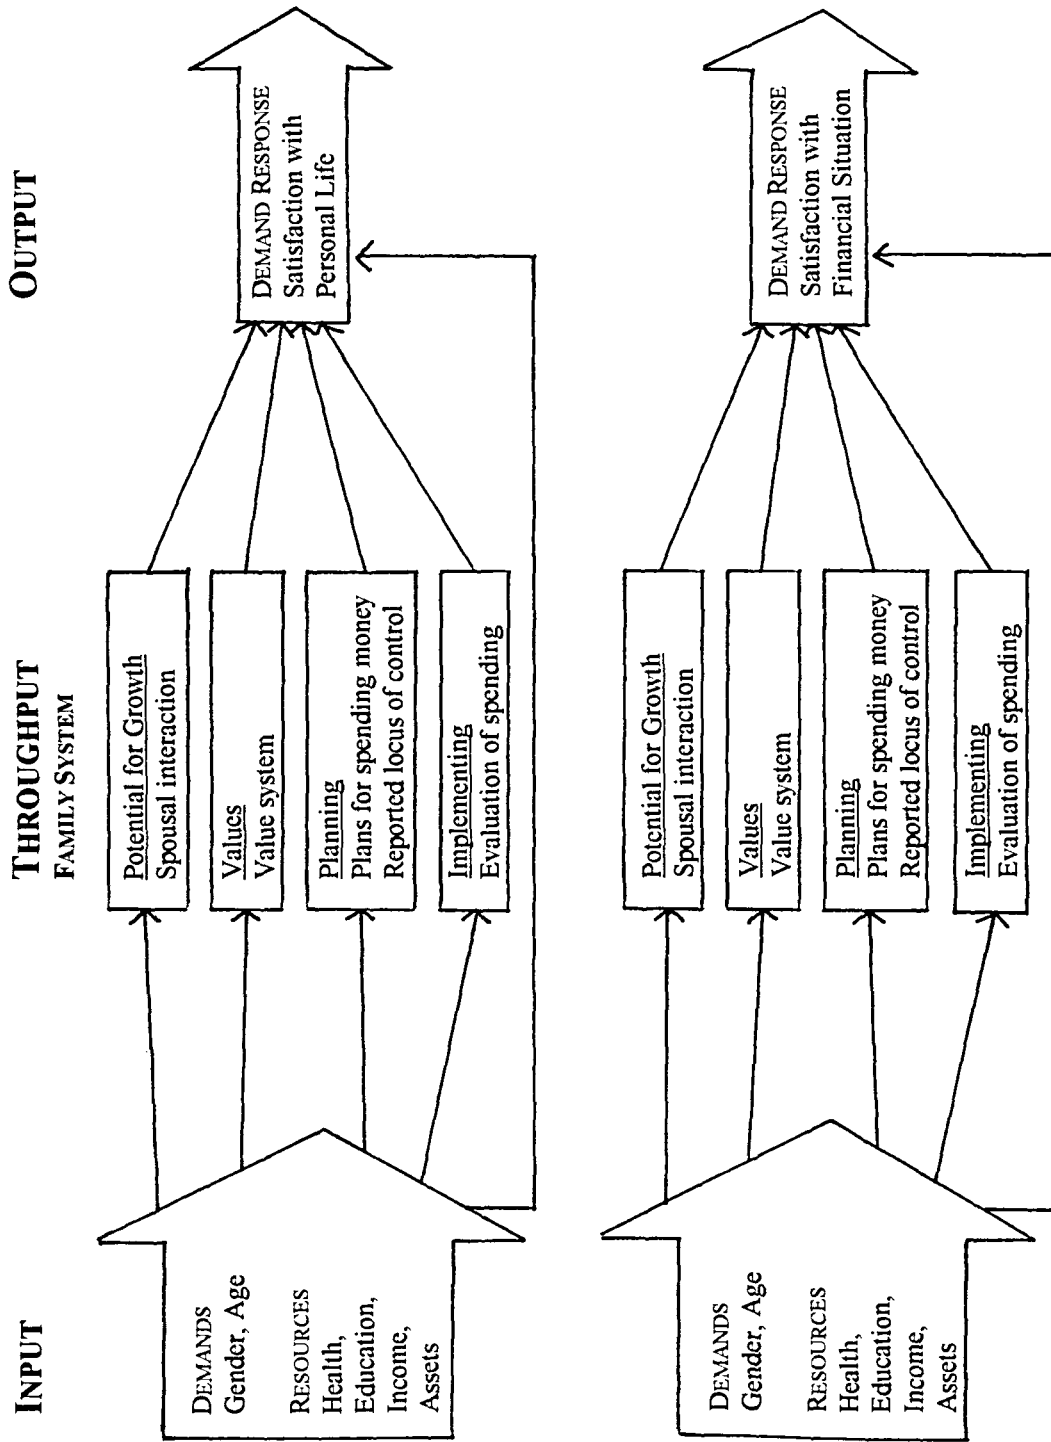 INPUT
THROUGHPUT
FAMILY SYSTEM
OUTPUT
DEMANDS
Gender, Age
RESOURCES
Health,
Education,
Income,
Assets
Potential for Growth
Spousal interaction
Values
Value system
Planning
Plans for spending money
Reported locus of control
Implementing
Evaluation of spending
DEMAND RESPONSE
Satisfaction with
Personal Life
DEMANDS
Gender, Age
RESOURCES
Health,
Education,
Income,
Assets
Potential for Growth
Spousal interaction
Values
Value system
Planning
Plans for spending money
Reported locus of control
Implementing
Evaluation of spending
DEMAND RESPONSE
Satisfaction with
Financial Situation